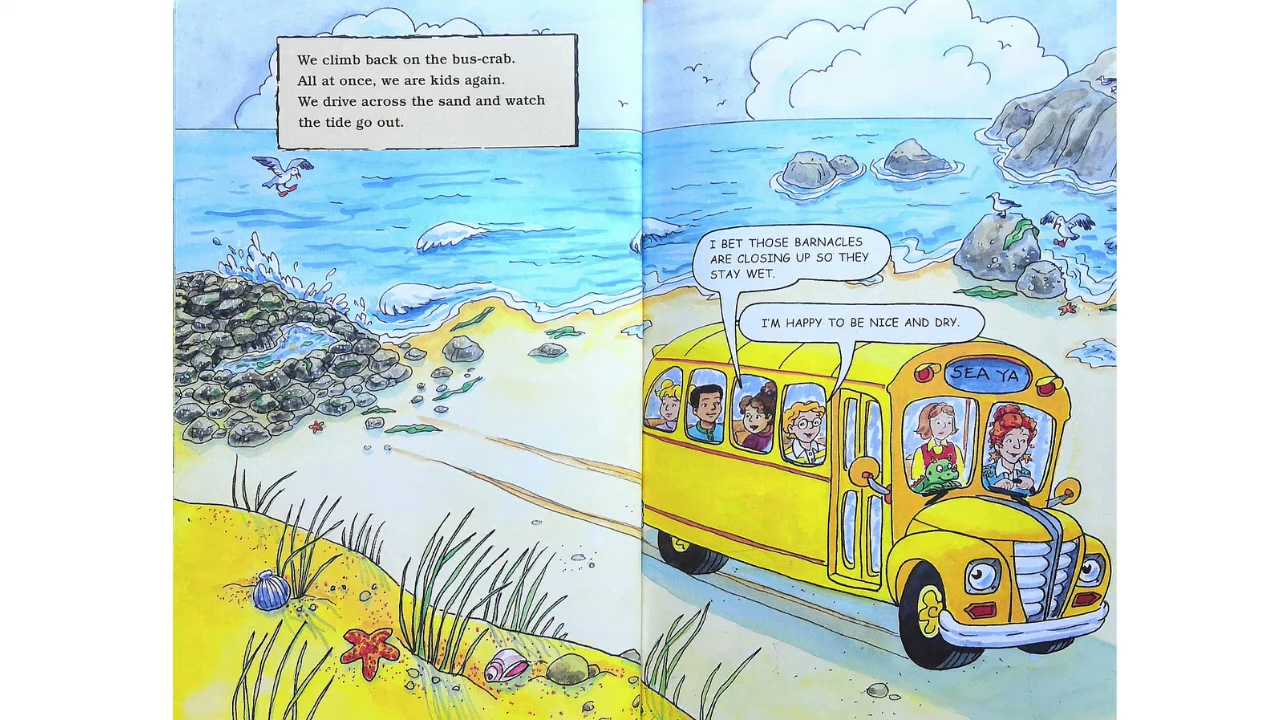 We climb back on the bus-crab.
All at once, we are kids again.
We drive across the sand and watch
the tide go out.
I BET THOSE BARNACLES
ARE CLOSING UP SO THEY
STAY WET.
I'M HAPPY TO BE NICE AND DRY.
SEA YA